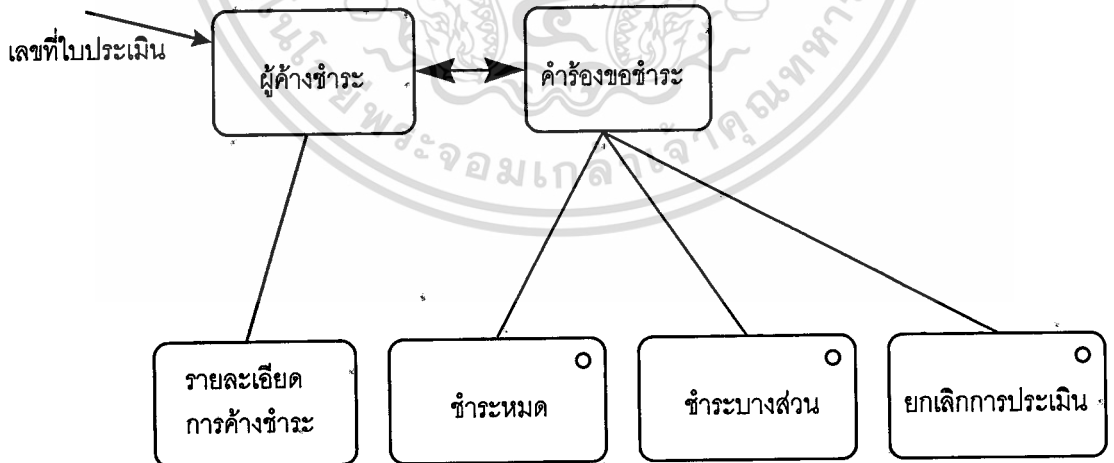 เลขที่ใบประเมิน
ผู้ค้างชำระ
คำร้องขอชำระ
รายละเอียด
การค้างชำระ
ชำระหมด
ชำระบางส่วน
ยกเลิกการประเมิน